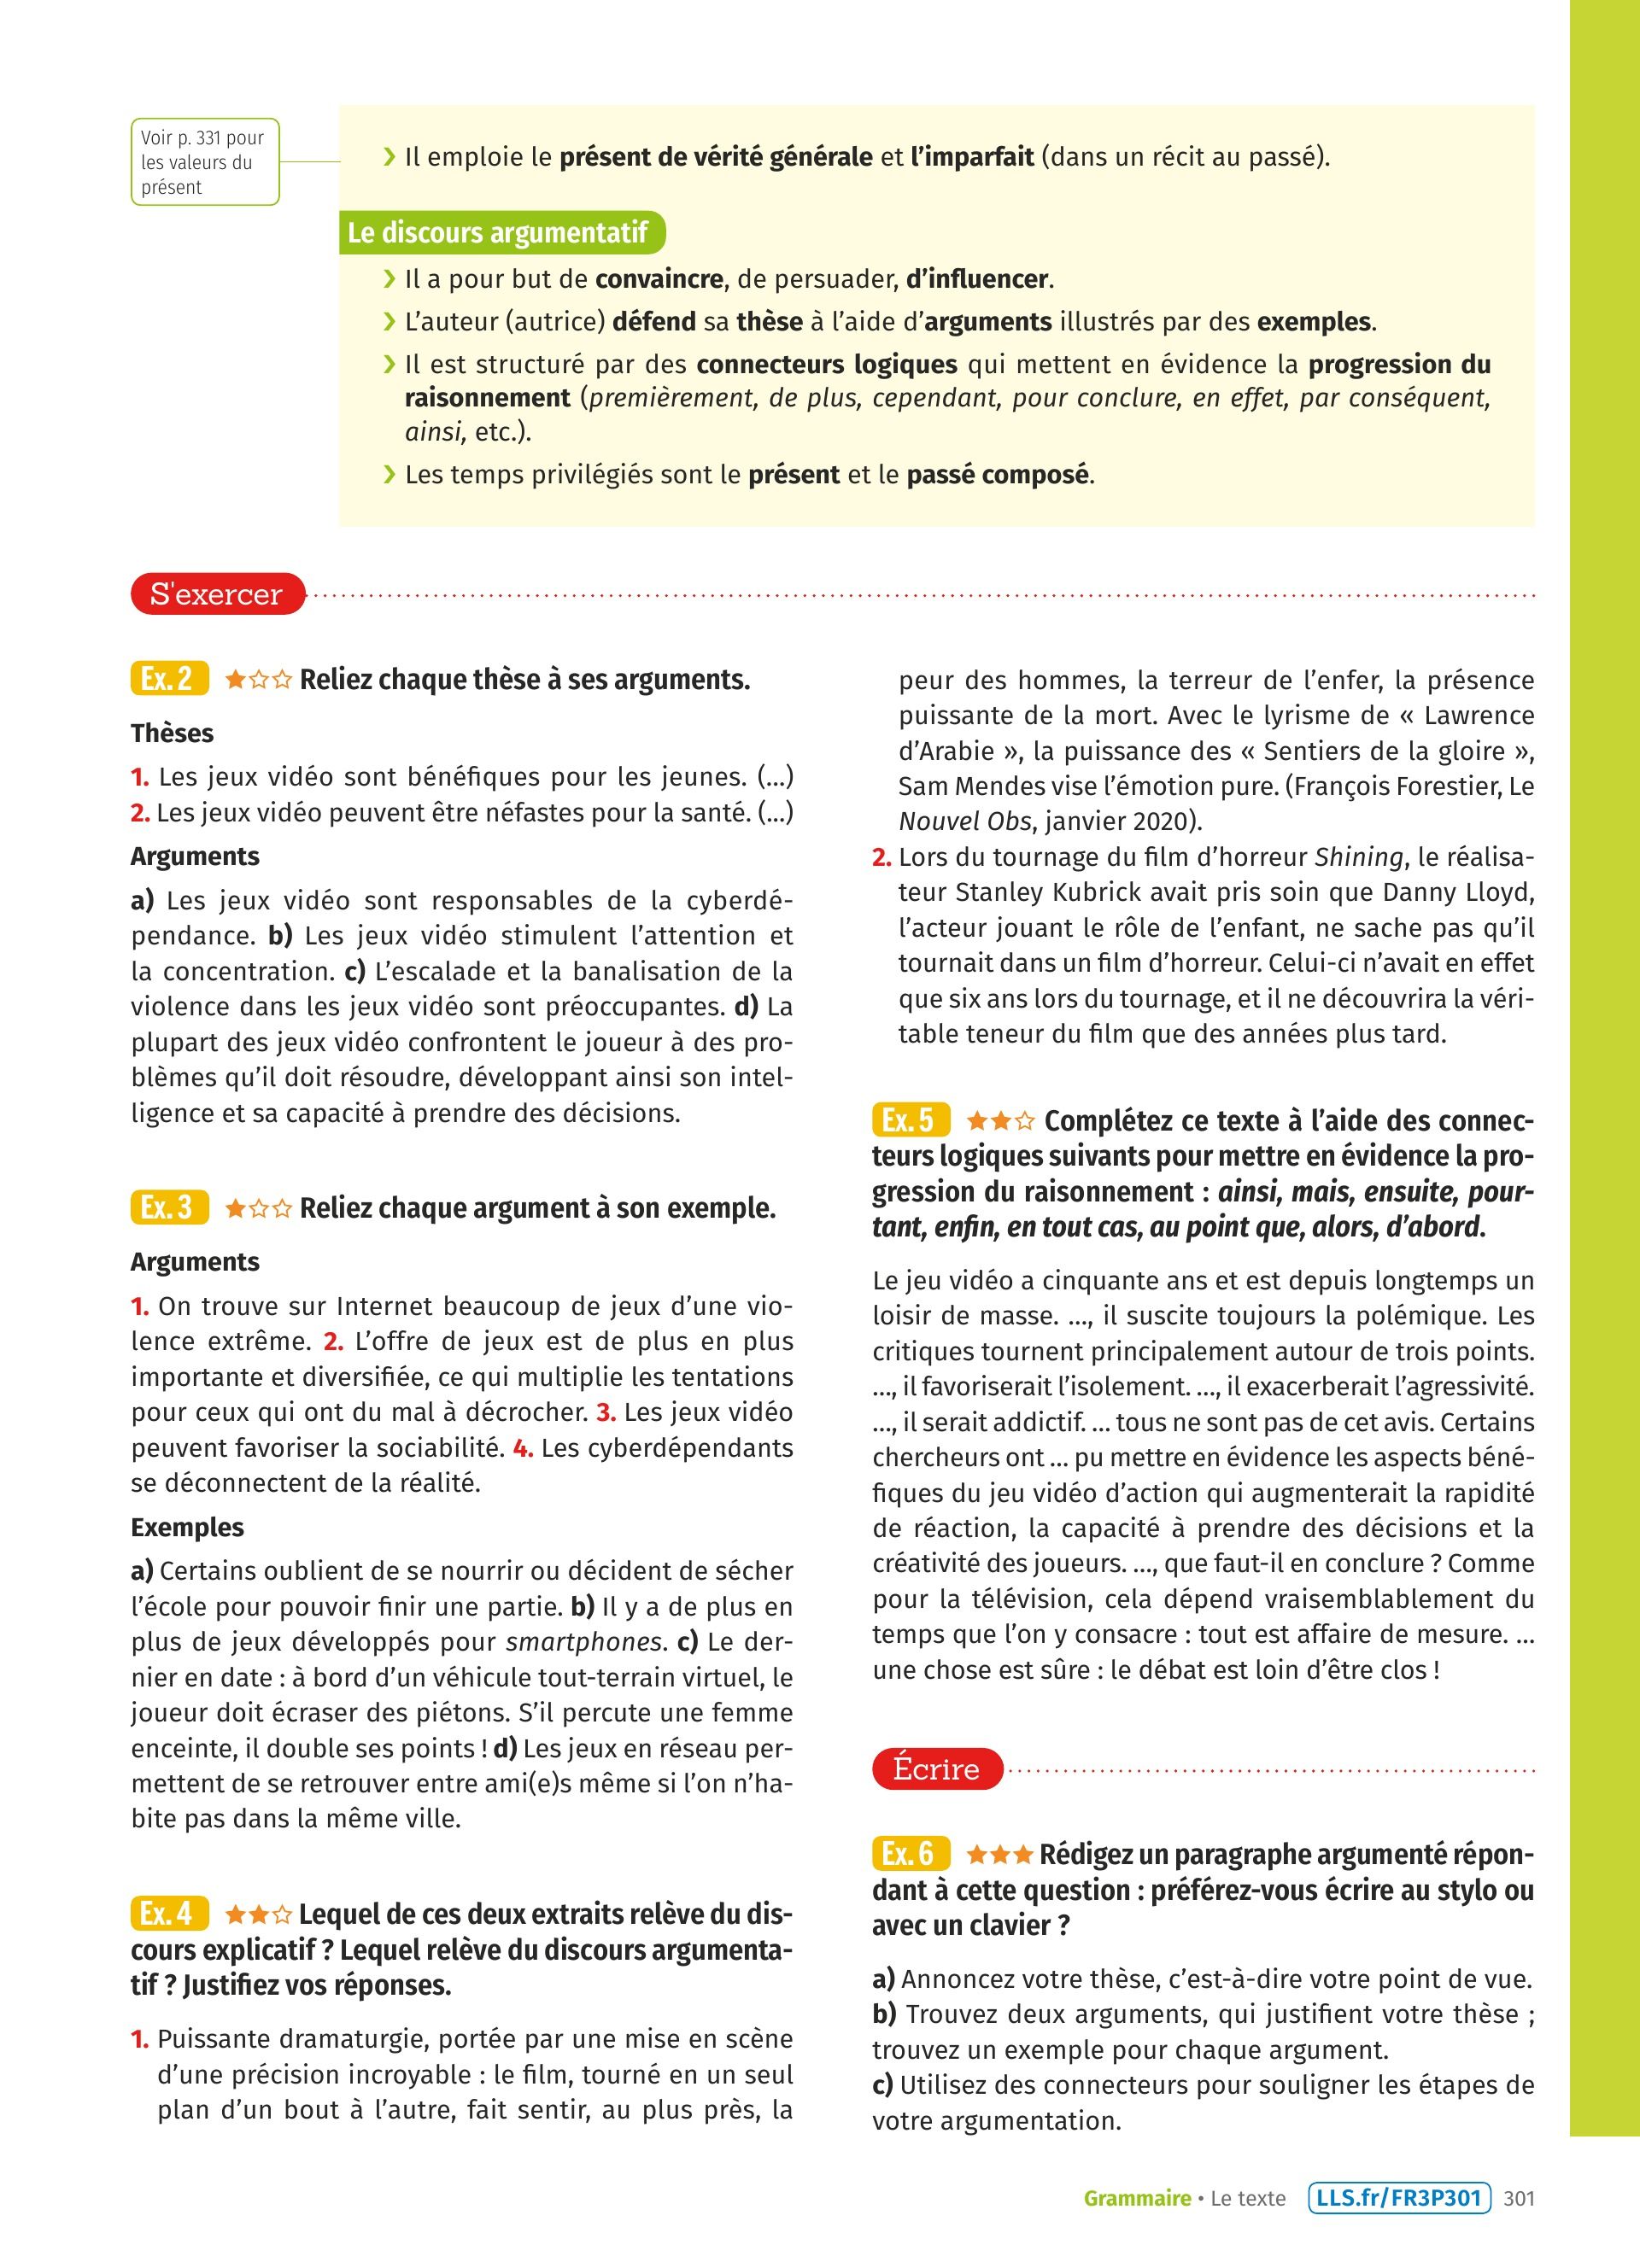 Voir p. 331 pour
les valeurs du
présent
› Il emploie le présent de vérité générale et l’imparfait (dans un récit au passé).
Le discours argumentatif
› Il a pour but de convaincre, de persuader, d’influencer.
› L’auteur (autrice) défend sa thèse à l’aide d’arguments illustrés par des exemples.
› Il est structuré par des connecteurs logiques qui mettent en évidence la progression du
raisonnement (premièrement, de plus, cependant, pour conclure, en effet, par conséquent,
ainsi, etc.).
› Les temps privilégiés sont le présent et le passé composé.
S'exercer
Ex. 2 ★☆☆ Reliez chaque thèse à ses arguments.
Thèses
1. Les jeux vidéo sont bénéfiques pour les jeunes. (…)
2. Les jeux vidéo peuvent être néfastes pour la santé. (…)
Arguments
a) Les jeux vidéo sont responsables de la cyberdé-
pendance. b) Les jeux vidéo stimulent l’attention et
la concentration. c) L’escalade et la banalisation de la
violence dans les jeux vidéo sont préoccupantes. d) La
plupart des jeux vidéo confrontent le joueur à des pro-
blèmes qu’il doit résoudre, développant ainsi son intel-
ligence et sa capacité à prendre des décisions.
Ex. 3 ★☆☆ Reliez chaque argument à son exemple.
Arguments
1. On trouve sur Internet beaucoup de jeux d’une vio-
lence extrême. 2. L’offre de jeux est de plus en plus
importante et diversifiée, ce qui multiplie les tentations
pour ceux qui ont du mal à décrocher. 3. Les jeux vidéo
peuvent favoriser la sociabilité. 4. Les cyberdépendants
se déconnectent de la réalité.
Exemples
a) Certains oublient de se nourrir ou décident de sécher
l’école pour pouvoir finir une partie. b) Il y a de plus en
plus de jeux développés pour smartphones. c) Le der-
nier en date : à bord d’un véhicule tout-terrain virtuel, le
joueur doit écraser des piétons. S’il percute une femme
enceinte, il double ses points ! d) Les jeux en réseau per-
mettent de se retrouver entre ami(e)s même si l’on n’ha-
bite pas dans la même ville.
Ex. 4 ★★☆ Lequel de ces deux extraits relève du dis-
cours explicatif ? Lequel relève du discours argumenta-
tif ? Justifiez vos réponses.
1. Puissante dramaturgie, portée par une mise en scène
d’une précision incroyable : le film, tourné en un seul
plan d’un bout à l’autre, fait sentir, au plus près, la
peur des hommes, la terreur de l’enfer, la présence
puissante de la mort. Avec le lyrisme de « Lawrence
d’Arabie », la puissance des « Sentiers de la gloire »,
Sam Mendes vise l’émotion pure. (François Forestier, Le
Nouvel Obs, janvier 2020).
2. Lors du tournage du film d’horreur Shining, le réalisa-
teur Stanley Kubrick avait pris soin que Danny Lloyd,
l’acteur jouant le rôle de l’enfant, ne sache pas qu’il
tournait dans un film d’horreur. Celui-ci n’avait en effet
que six ans lors du tournage, et il ne découvrira la véri-
table teneur du film que des années plus tard.
Ex. 5 ★★☆ Complétez ce texte à l’aide des connec-
teurs logiques suivants pour mettre en évidence la pro-
gression du raisonnement : ainsi, mais, ensuite, pour-
tant, enfin, en tout cas, au point que, alors, d’abord.
Le jeu vidéo a cinquante ans et est depuis longtemps un
loisir de masse. …, il suscite toujours la polémique. Les
critiques tournent principalement autour de trois points.
…, il favoriserait l’isolement. …, il exacerberait l’agressivité.
…, il serait addictif. … tous ne sont pas de cet avis. Certains
chercheurs ont … pu mettre en évidence les aspects béné-
fiques du jeu vidéo d’action qui augmenterait la rapidité
de réaction, la capacité à prendre des décisions et la
créativité des joueurs. …, que faut-il en conclure ? Comme
pour la télévision, cela dépend vraisemblablement du
temps que l’on y consacre : tout est affaire de mesure. …
une chose est sûre : le débat est loin d’être clos !
Écrire
Ex. 6 ★★★ Rédigez un paragraphe argumenté répon-
dant à cette question : préférez-vous écrire au stylo ou
avec un clavier ?
a) Annoncez votre thèse, c’est-à-dire votre point de vue.
b) Trouvez deux arguments, qui justifient votre thèse ;
trouvez un exemple pour chaque argument.
c) Utilisez des connecteurs pour souligner les étapes de
votre argumentation.
Grammaire • Le texte LLS.fr/FR3P301 301